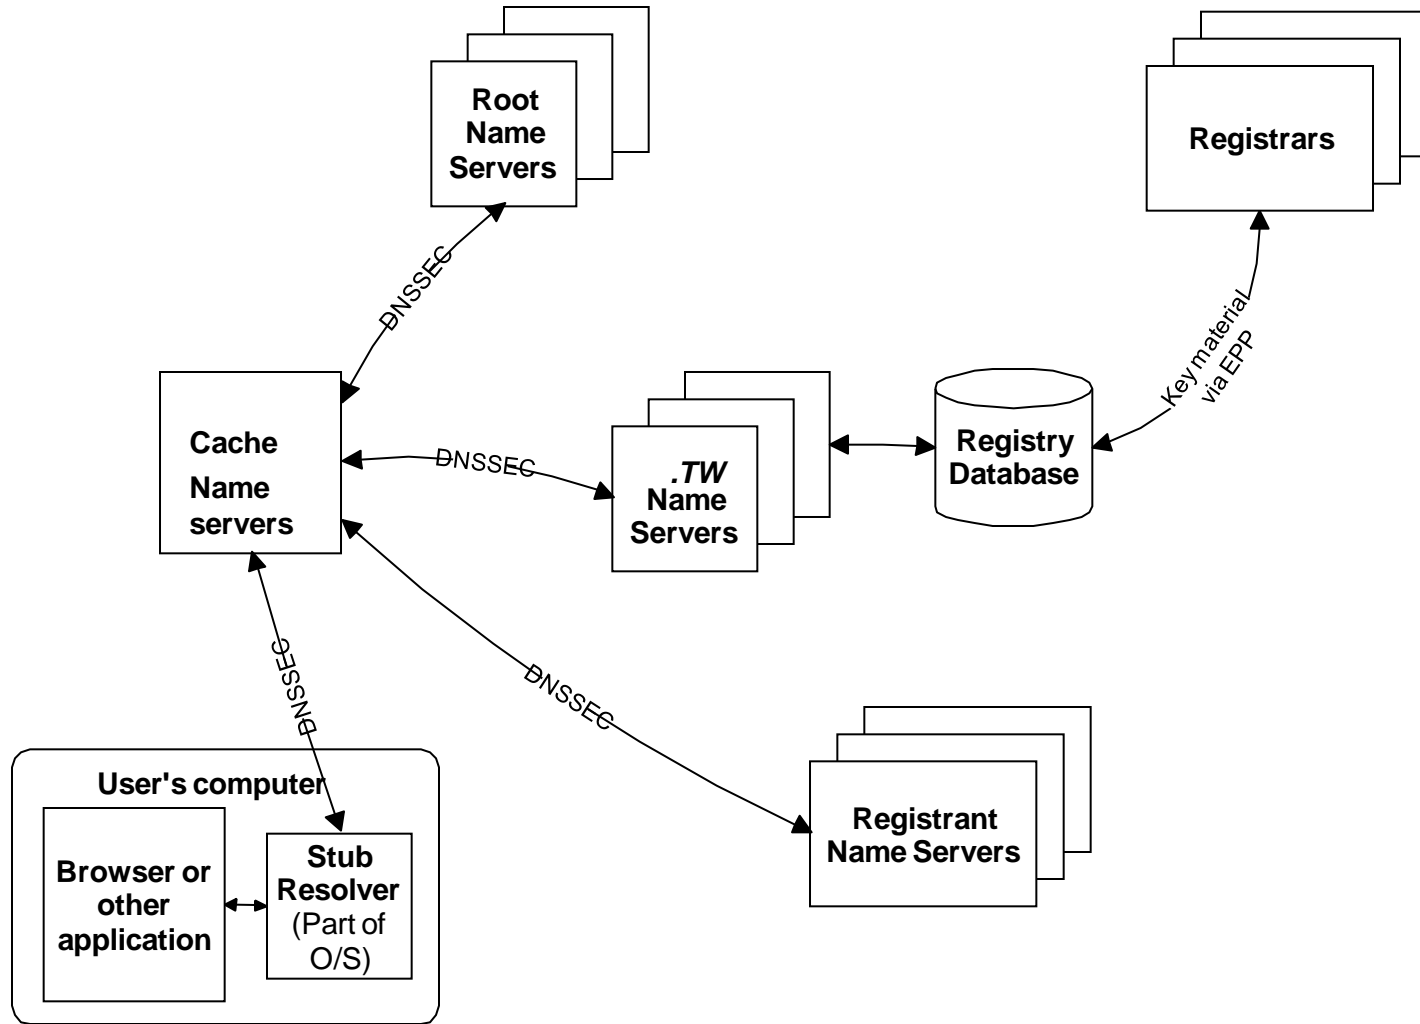 Root
Name
Servers
Registrars
DNSSEC
Key material
via EPP
Cache
Name
servers
DNSSEC
.TW
Name
Servers
Registry
Database
DNSSEC
DNSSEC
User's computer
Browser or
other
application
Stub
Resolver
(Part of
O/S)
Registrant
Name Servers